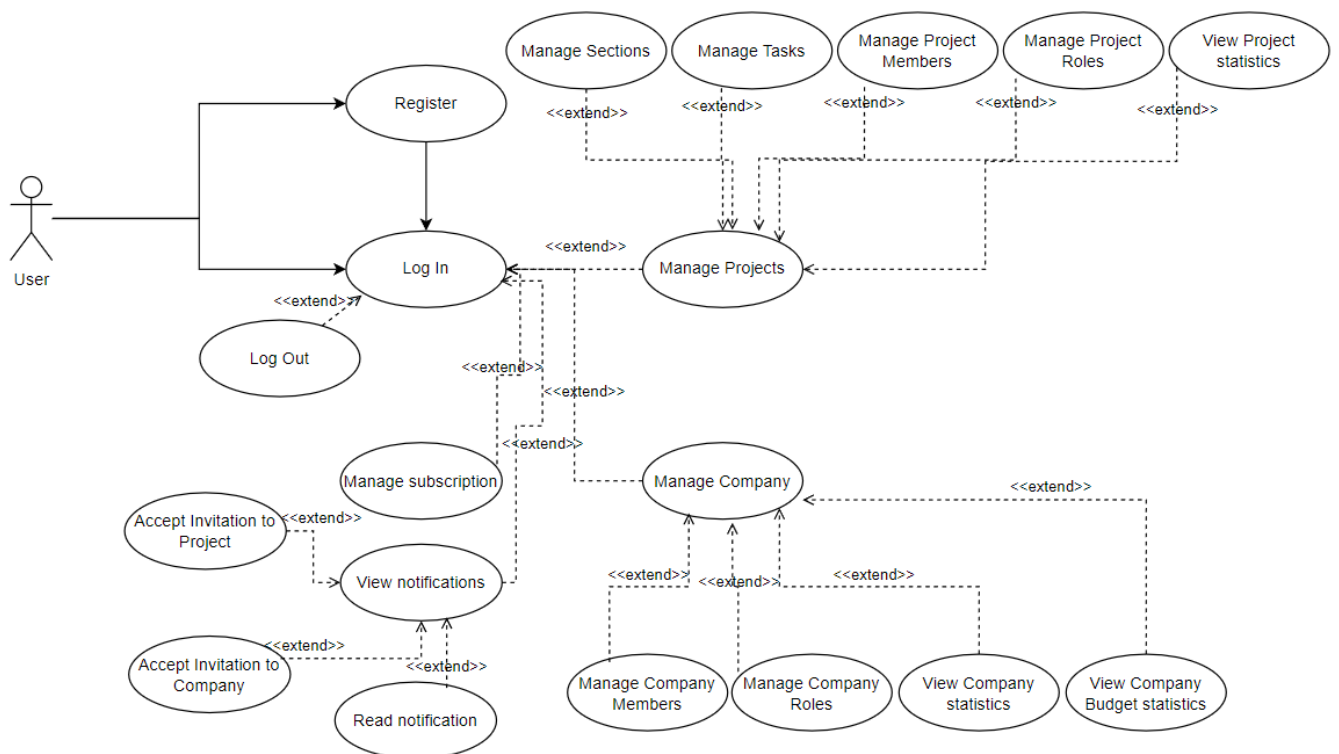 Manage Sections
Manage Tasks
Manage Project
Members
Manage Project
Roles
View Project
statistics
Register
<<extend>>
<<extend>>
<<extend>>
<<extend>>
<<extend>>
User
Log In
<<extend>>
Manage Projects
<<extend>>
Log Out
<<extend>>
<<extend>>
<<extend>>
Manage subscription
Manage Company
<<extend>>
Accept Invitation to
Project
<<extend>>
View notifications
<<extend>>
<<extend>>
<<extend>>
Accept Invitation to
Company
<<extend>>
<<extend>>
Read notification
Manage Company
Members
Manage Company
Roles
View Company
statistics
View Company
Budget statistics